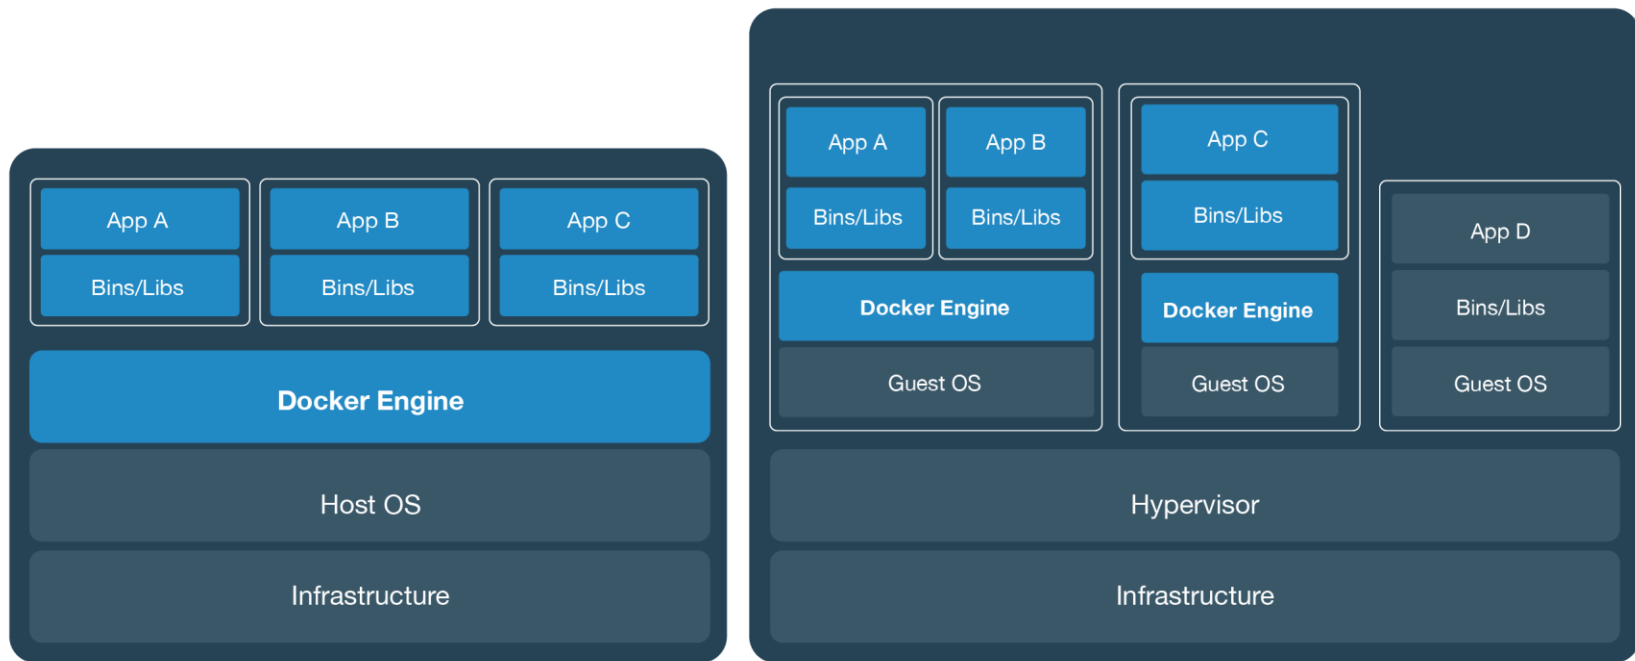 App A
App B
App C
Bins/Libs
Bins/Libs
Bins/Libs
Docker Engine
Host OS
Infrastructure
App A
App B
Bins/Libs
Bins/Libs
Docker Engine
Guest OS
App C
Bins/Libs
Docker Engine
Guest OS
App D
Bins/Libs
Guest OS
Hypervisor
Infrastructure